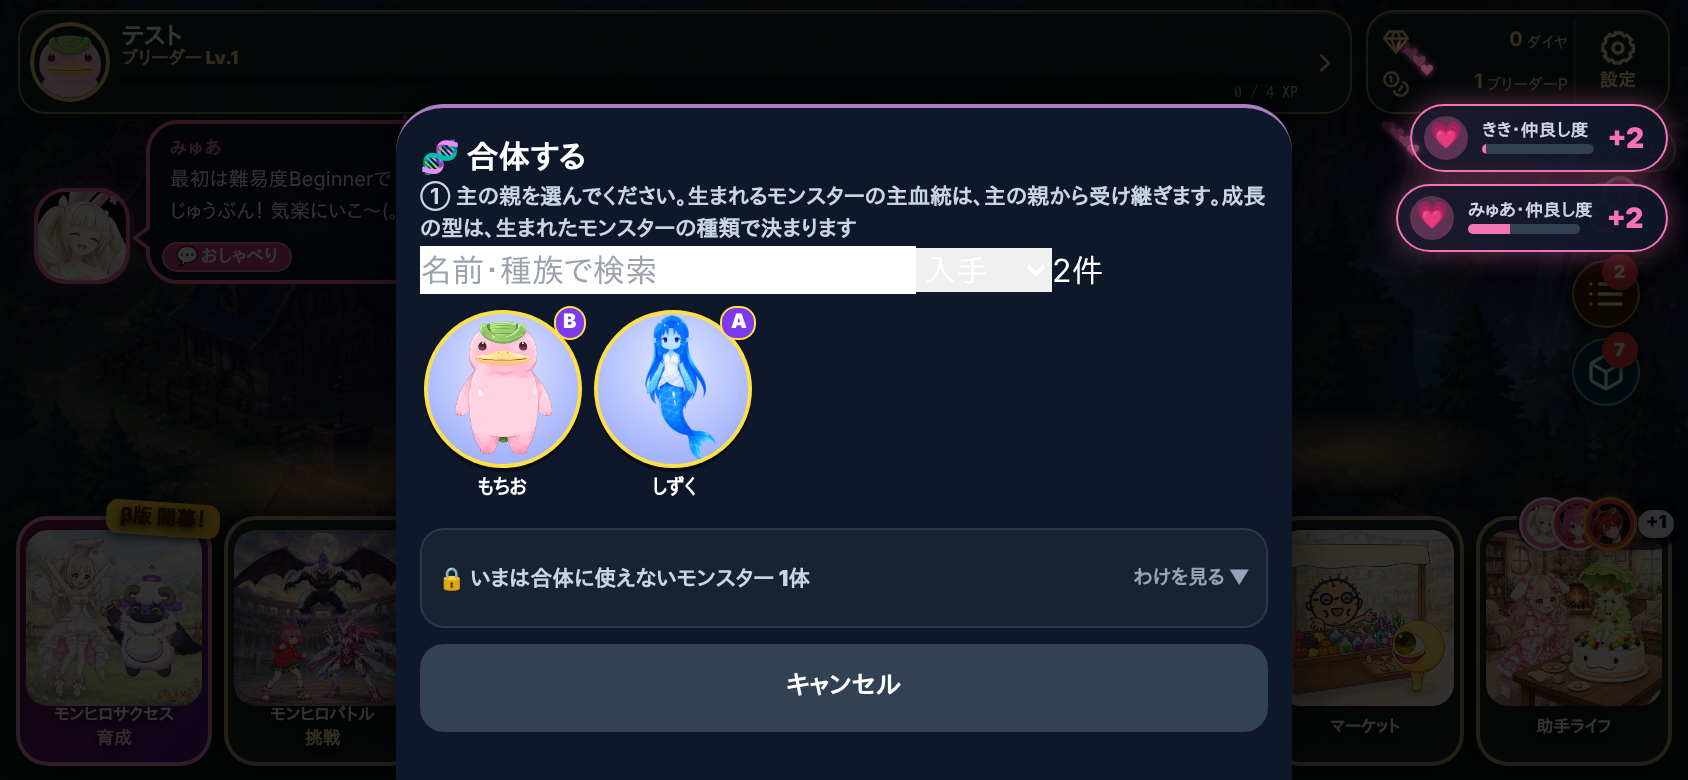 テスト
ブリーダー Lv.1
0 / 4 XP
0 ダイヤ
1 ブリーダーP
設定
みゅあ
最初は難易度Beginnerで
じゅうぶん！気楽にいこ〜(｡
💬 おしゃべり
きき・仲良し度 +2
みゅあ・仲良し度 +2
🧬 合体する
① 主の親を選んでください。生まれるモンスターの主血統は、主の親から受け継ぎます。成長
の型は、生まれたモンスターの種類で決まります
名前・種族で検索
入手
2件
B
A
もちお
しずく
2
7
🔒 いまは合体に使えないモンスター 1体
わけを見る ▼
キャンセル
β版 開幕！
モンヒロサクセス
育成
モンヒロバトル
挑戦
マーケット
+1
助手ライフ